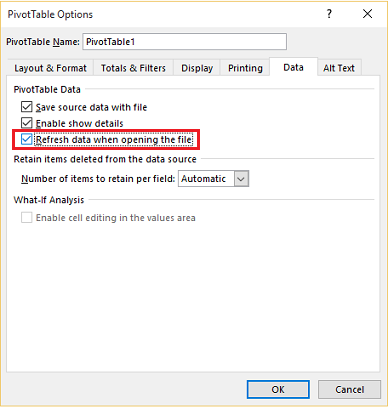 PivotTable Options
PivotTable Name: PivotTable1
Layout & Format Totals & Filters Display Printing Data Alt Text
PivotTable Data
Save source data with file
Enable show details
Refresh data when opening the file
Retain items deleted from the data source
Number of items to retain per field: Automatic
What-If Analysis
Enable cell editing in the values area
OK Cancel